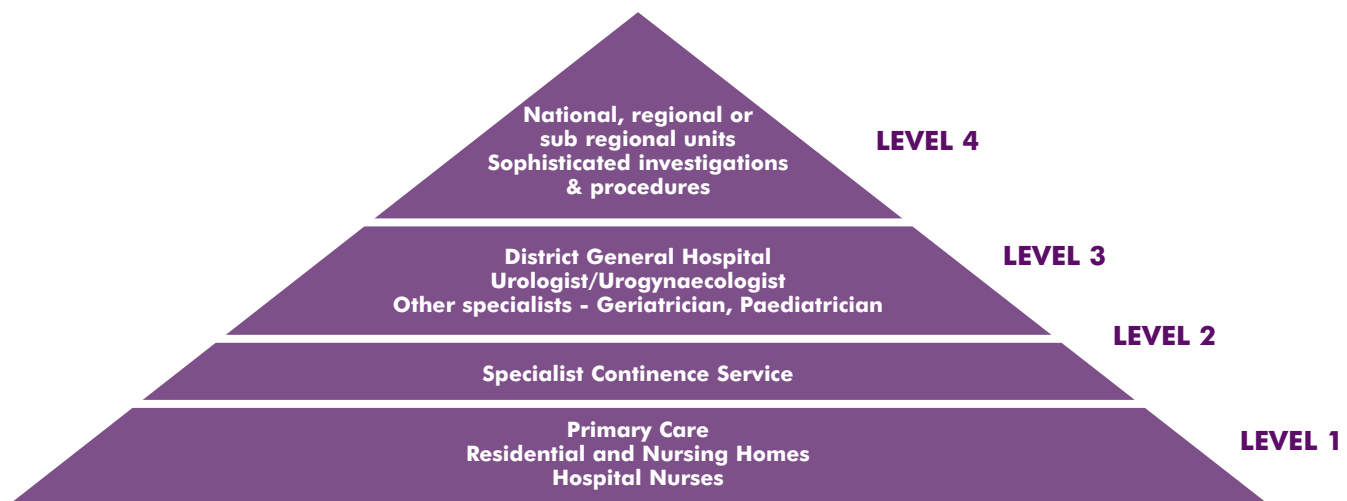 National, regional or
sub regional units
Sophisticated investigations
& procedures
LEVEL 4
District General Hospital
Urologist/Urogynaecologist
Other specialists - Geriatrician, Paediatrician
LEVEL 3
Specialist Continence Service
LEVEL 2
Primary Care
Residential and Nursing Homes
Hospital Nurses
LEVEL 1